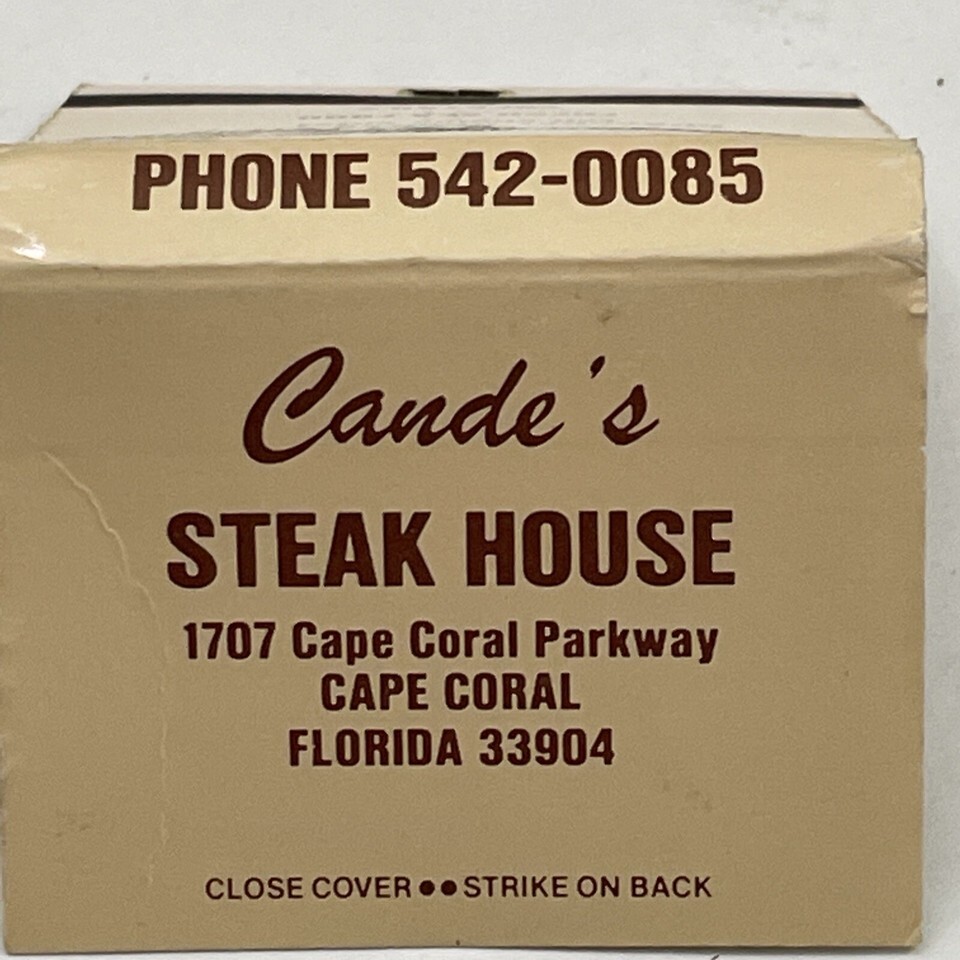 PHONE 542-0085
Cande's
STEAK HOUSE
1707 Cape Coral Parkway
CAPE CORAL
FLORIDA 33904
CLOSE COVER ●● STRIKE ON BACK